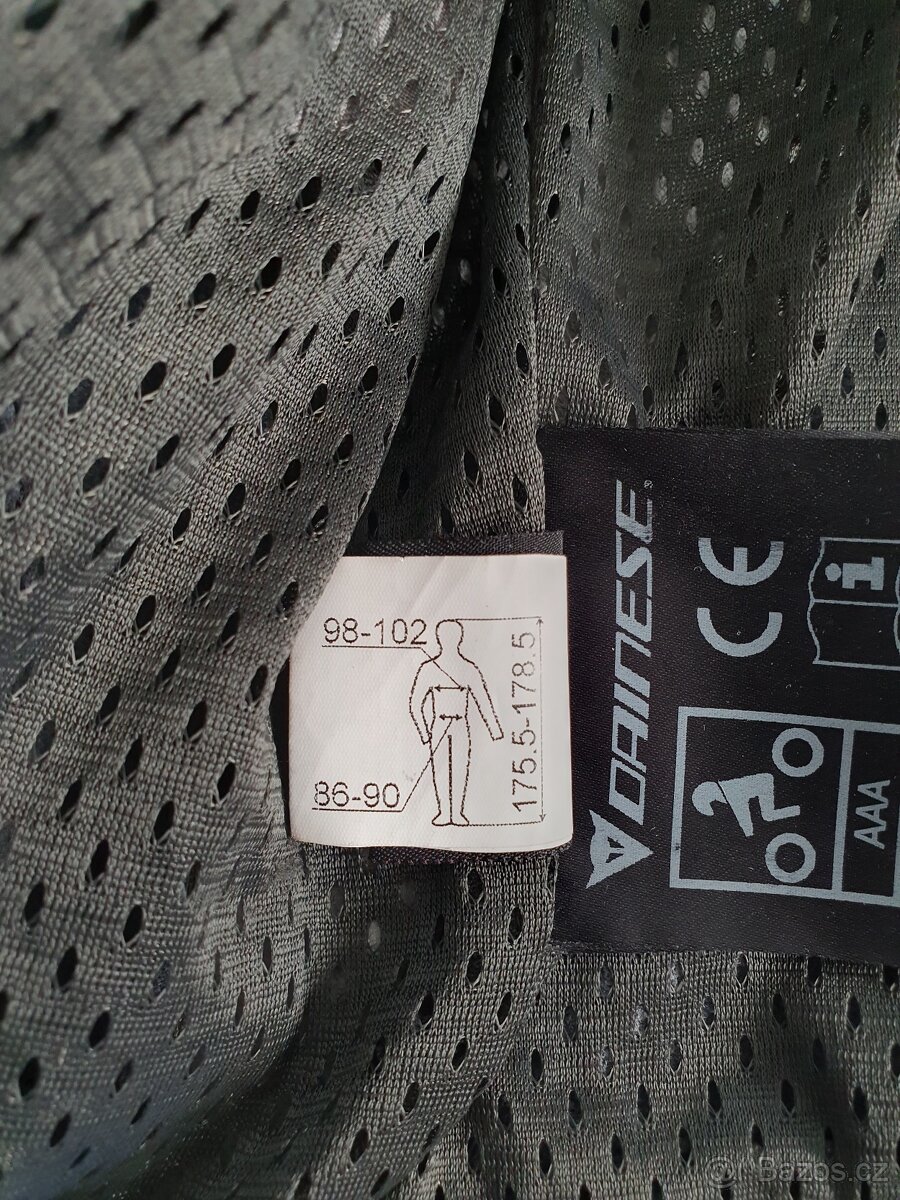 98-102
175.5-178.5
86-90
DAINESE
CE
i
AAA
Bazos.cz